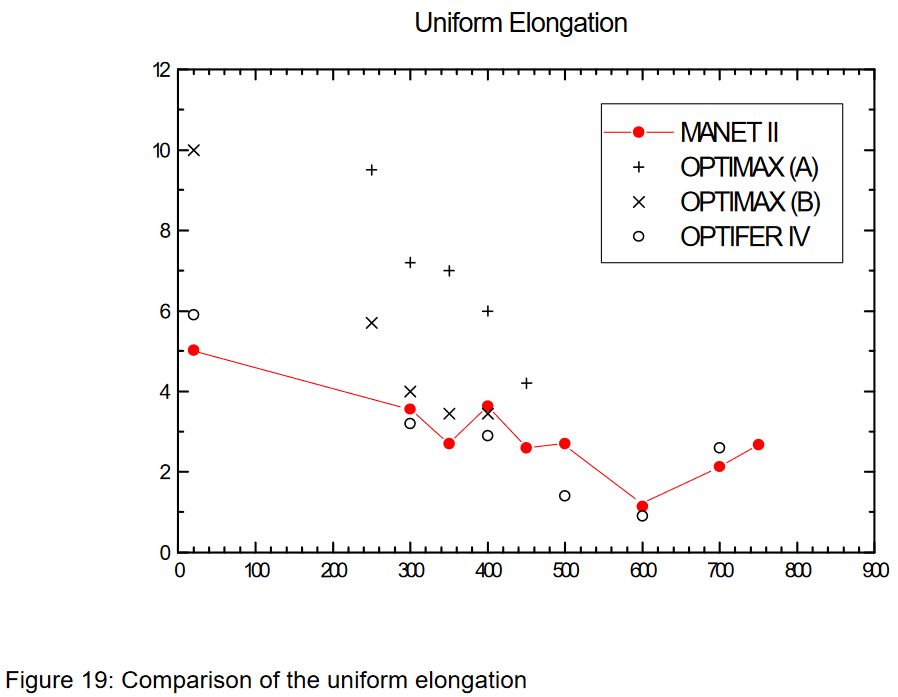 Uniform Elongation
12
10
8
6
4
2
0
0 100 200 300 400 500 600 700 800 900
MANET II
OPTIMAX (A)
OPTIMAX (B)
OPTIFER IV
Figure 19: Comparison of the uniform elongation